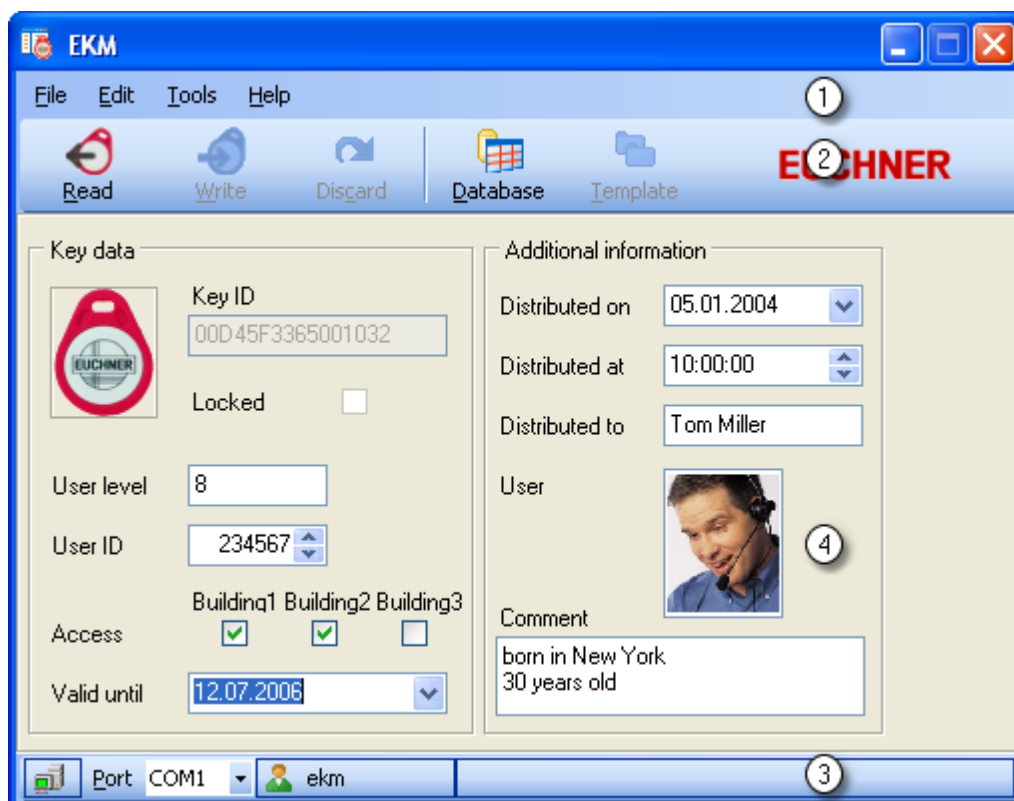 EKM
File Edit Tools Help 1
Read Write Discard Database Template EUCHNER 2
Key data
Key ID
00D45F3365001032
EUCHNER
Locked
User level 8
User ID 234567
Building1 Building2 Building3
Access
Valid until 12.07.2006
Additional information
Distributed on 05.01.2004
Distributed at 10:00:00
Distributed to Tom Miller
User
4
Comment
born in New York
30 years old
Port COM1 ekm 3